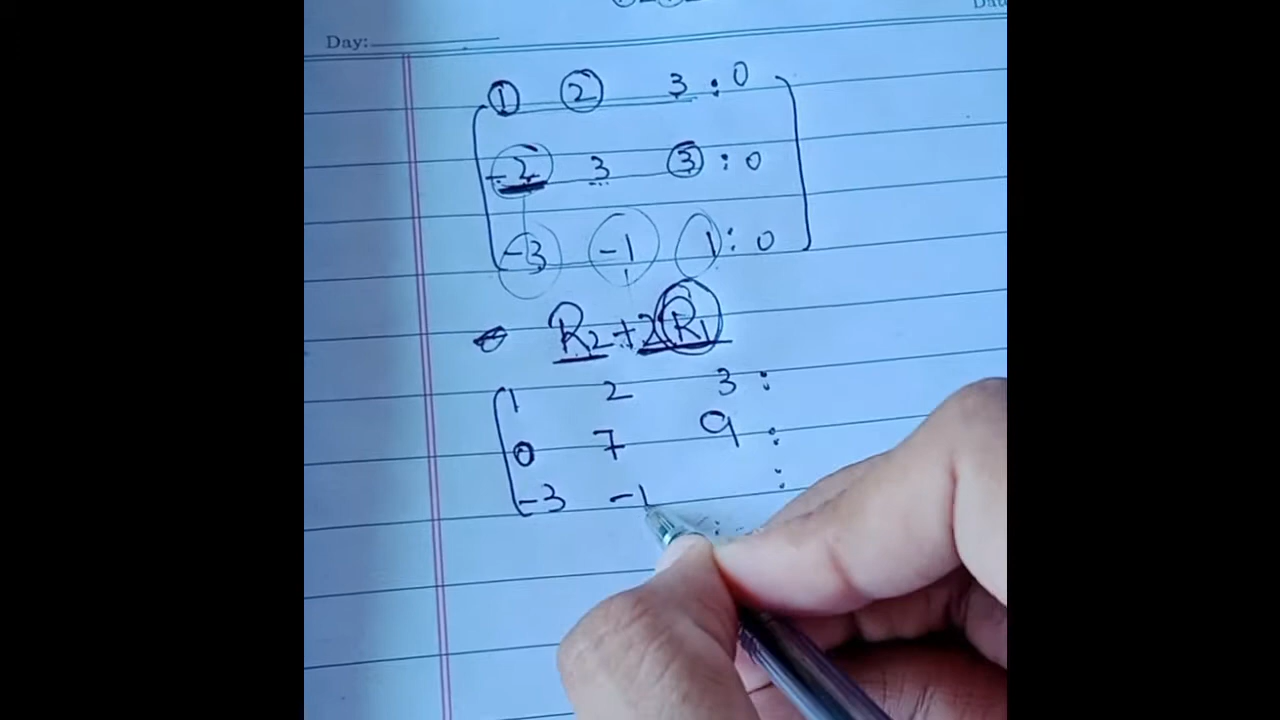 Day:
1 2 3 : 0
-2 3 3 : 0
-3 -1 1 : 0
R2 + 2R1
1 2 3 :
0 7 9 :
-3 -1 :